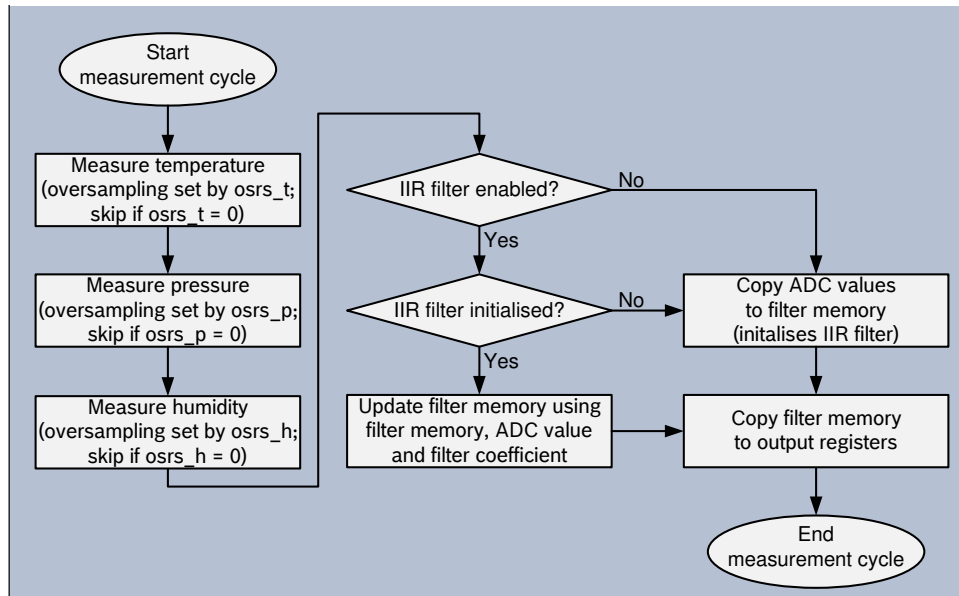 Start
measurement cycle
Measure temperature
(oversampling set by osrs_t;
skip if osrs_t = 0)
Measure pressure
(oversampling set by osrs_p;
skip if osrs_p = 0)
Measure humidity
(oversampling set by osrs_h;
skip if osrs_h = 0)
IIR filter enabled?
No
Yes
IIR filter initialised?
No
Yes
Update filter memory using
filter memory, ADC value
and filter coefficient
Copy ADC values
to filter memory
(initalises IIR filter)
Copy filter memory
to output registers
End
measurement cycle